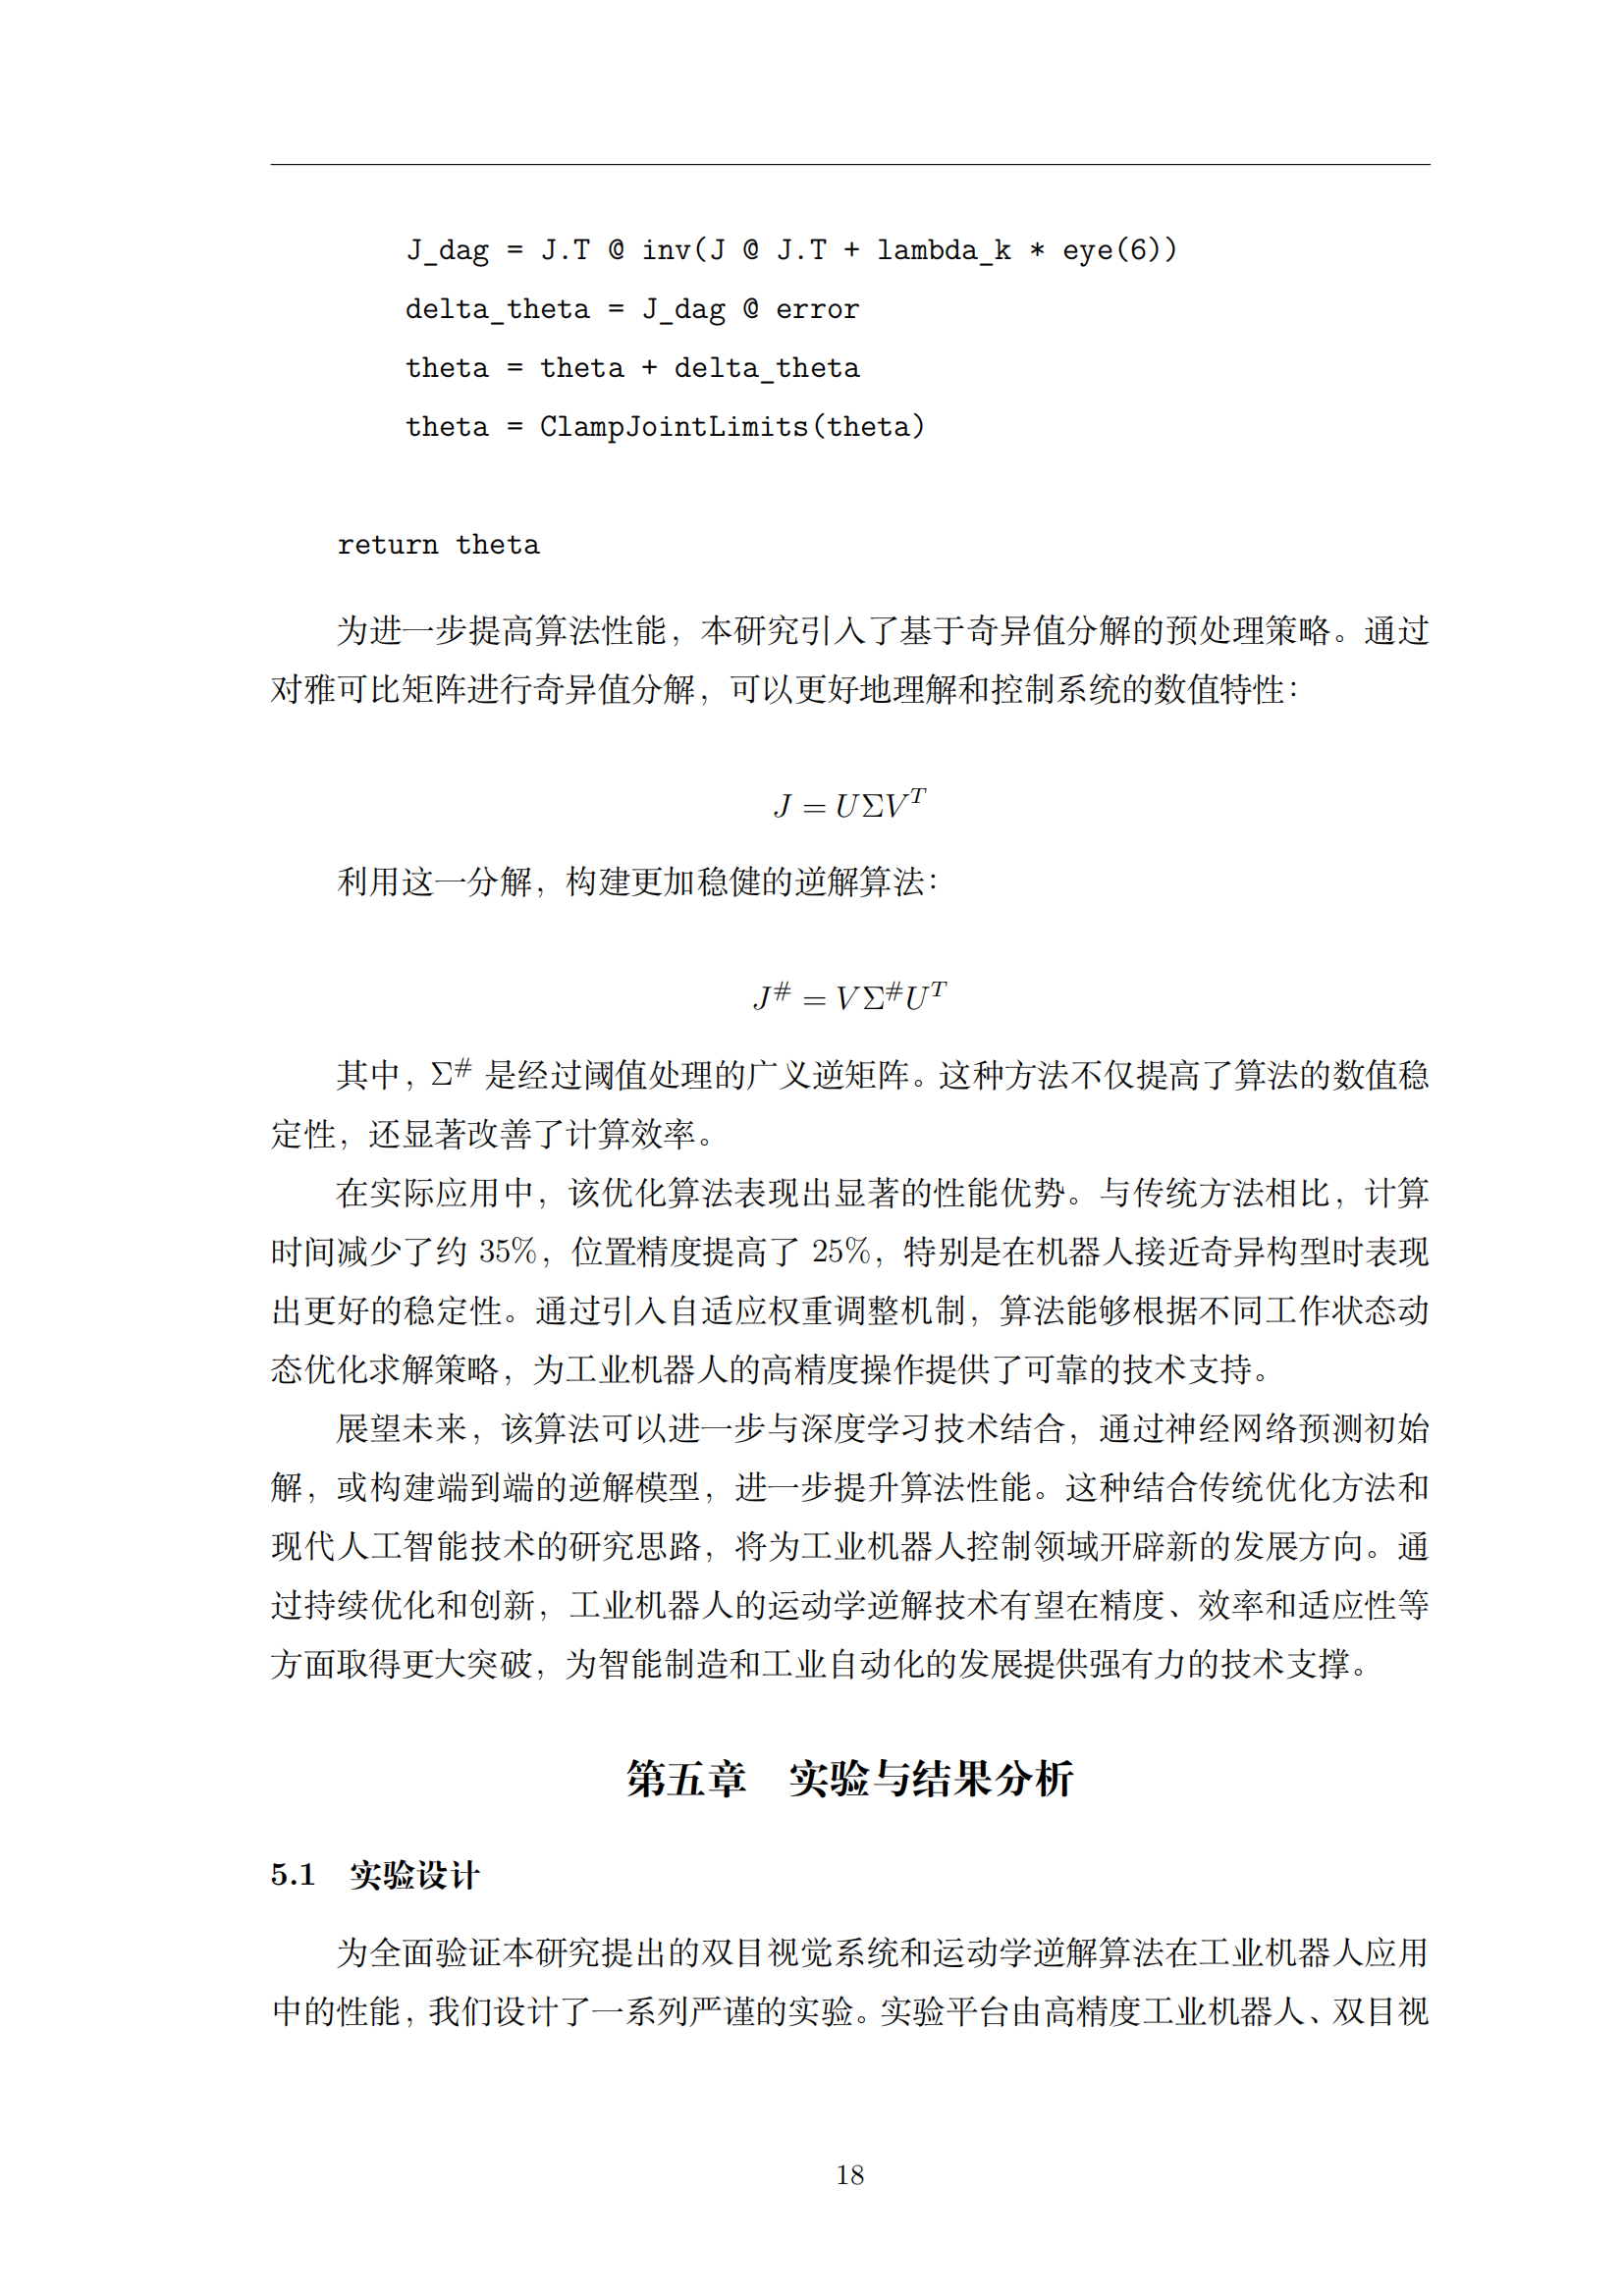 J_dag = J.T @ inv(J @ J.T + lambda_k * eye(6))
delta_theta = J_dag @ error
theta = theta + delta_theta
theta = ClampJointLimits(theta)
return theta
为进一步提高算法性能，本研究引入了基于奇异值分解的预处理策略。通过
对雅可比矩阵进行奇异值分解，可以更好地理解和控制系统的数值特性：
J = UΣV^T
利用这一分解，构建更加稳健的逆解算法：
J^# = VΣ^#U^T
其中，Σ^# 是经过阈值处理的广义逆矩阵。这种方法不仅提高了算法的数值稳
定性，还显著改善了计算效率。
在实际应用中，该优化算法表现出显著的性能优势。与传统方法相比，计算
时间减少了约 35%，位置精度提高了 25%，特别是在机器人接近奇异构型时表现
出更好的稳定性。通过引入自适应权重调整机制，算法能够根据不同工作状态动
态优化求解策略，为工业机器人的高精度操作提供了可靠的技术支持。
展望未来，该算法可以进一步与深度学习技术结合，通过神经网络预测初始
解，或构建端到端的逆解模型，进一步提升算法性能。这种结合传统优化方法和
现代人工智能技术的研究思路，将为工业机器人控制领域开辟新的发展方向。通
过持续优化和创新，工业机器人的运动学逆解技术有望在精度、效率和适应性等
方面取得更大突破，为智能制造和工业自动化的发展提供强有力的技术支撑。
第五章 实验与结果分析
5.1 实验设计
为全面验证本研究提出的双目视觉系统和运动学逆解算法在工业机器人应用
中的性能，我们设计了一系列严谨的实验。实验平台由高精度工业机器人、双目视
18